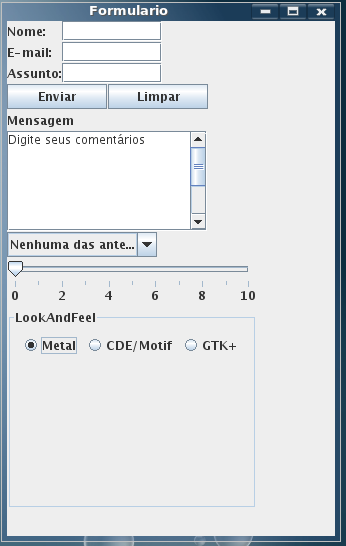 Formulario
Nome:
E-mail:
Assunto:
Enviar Limpar
Mensagem
Digite seus comentários
Nenhuma das ante...
0 2 4 6 8 10
LookAndFeel
Metal CDE/Motif GTK+